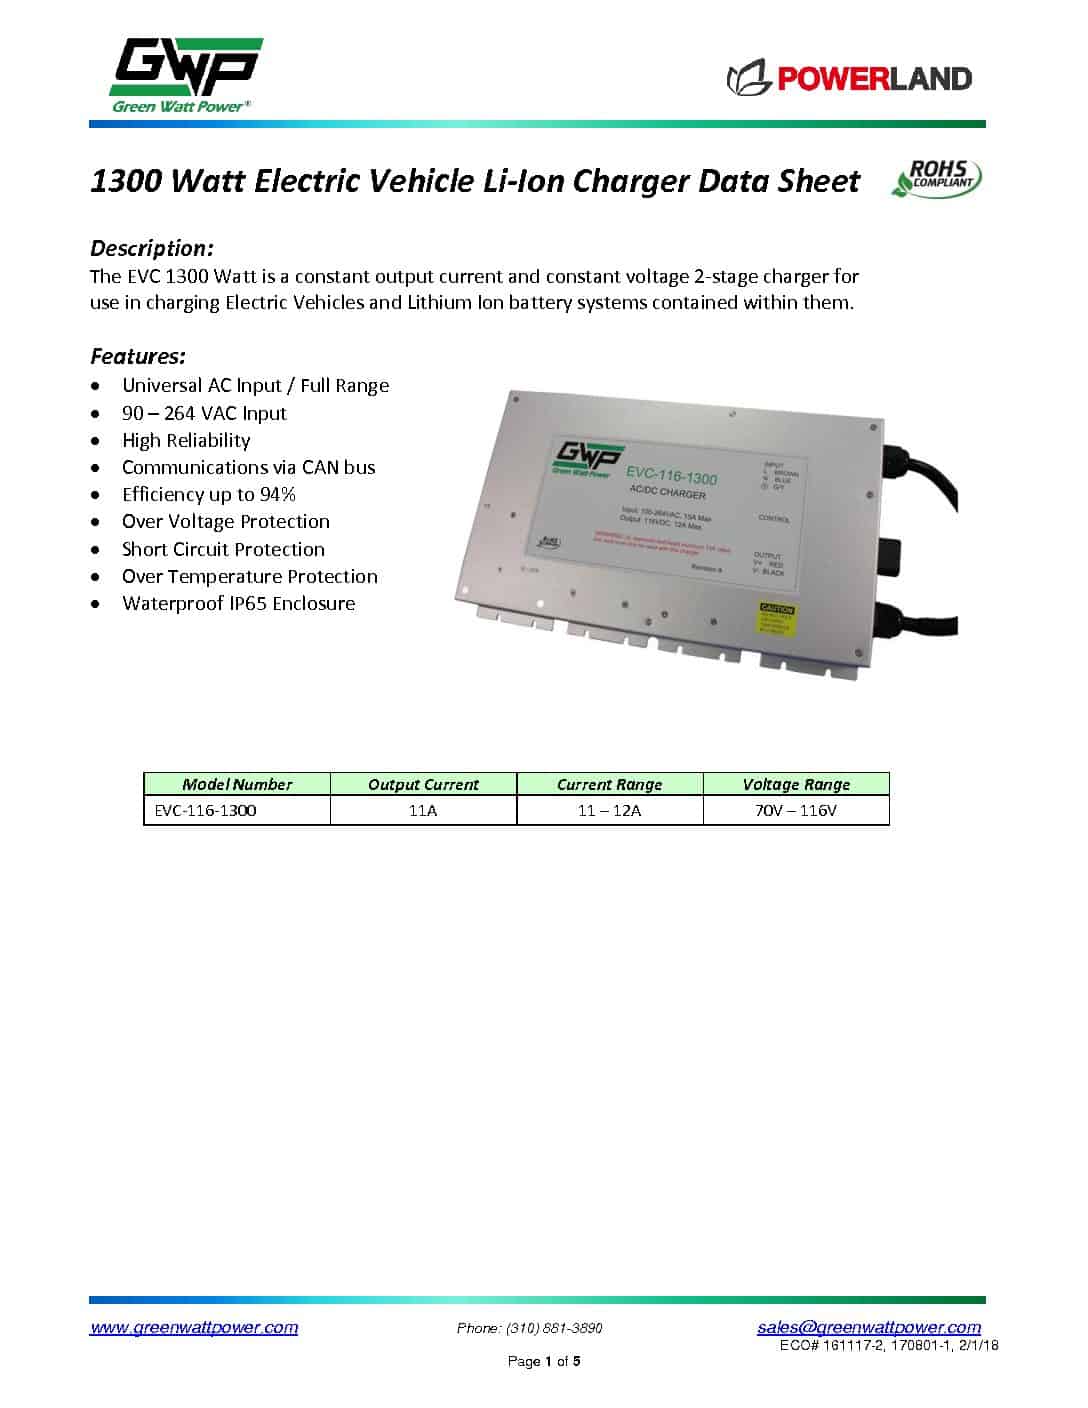 GWP
Green Watt Power®
POWERLAND
1300 Watt Electric Vehicle Li-Ion Charger Data Sheet
ROHS
COMPLIANT
Description:
The EVC 1300 Watt is a constant output current and constant voltage 2-stage charger for
use in charging Electric Vehicles and Lithium Ion battery systems contained within them.
Features:
• Universal AC Input / Full Range
• 90 – 264 VAC Input
• High Reliability
• Communications via CAN bus
• Efficiency up to 94%
• Over Voltage Protection
• Short Circuit Protection
• Over Temperature Protection
• Waterproof IP65 Enclosure
GWP
Green Watt Power
EVC-116-1300
AC/DC CHARGER
Input: 100-264VAC, 15A Max
Output: 116VDC, 12A Max
Revision A
INPUT
L BROWN
N BLUE
G/Y
CONTROL
OUTPUT
V+ RED
V- BLACK
CAUTION
Model Number Output Current Current Range Voltage Range
EVC-116-1300 11A 11 – 12A 70V – 116V
www.greenwattpower.com Phone: (310) 881-3890 sales@greenwattpower.com
ECO# 161117-2, 170801-1, 2/1/18
Page 1 of 5